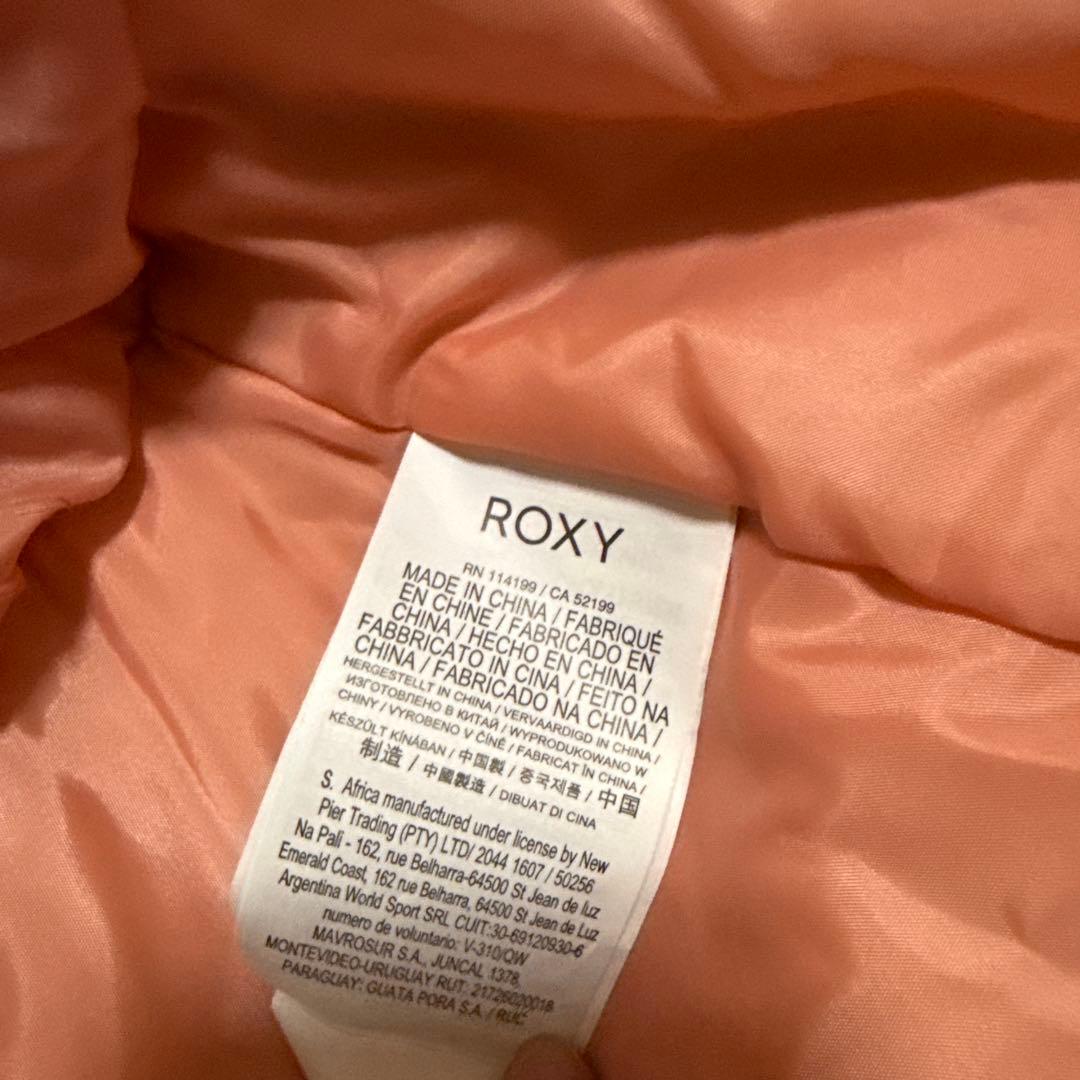 ROXY
RN 114199 / CA 52199
MADE IN CHINA / FABRIQUÉ
EN CHINE / FABRICADO EN
CHINA / HECHO EN CHINA /
FABBRICATO IN CINA / FEITO NA
CHINA / FABRICADO NA CHINA /
HERGESTELLT IN CHINA / VERVAARDIGD IN CHINA /
ИЗГОТОВЛЕНО В КИТАЙ / WYPRODUKOWANO W
CHINY / VYROBENO V ČÍNĚ / FABRICAT ÎN CHINA /
KÉSZÜLT KÍNÁBAN / 中国製 / 중국제품 / 中国
制造 / 中國製造 / DIBUAT DI CINA
S. Africa manufactured under license by New
Pier Trading (PTY) LTD/ 2044 1607 / 50256
Na Pali - 162, rue Belharra-64500 St Jean de luz
Emerald Coast, 162 rue Belharra, 64500 St Jean de Luz
Argentina World Sport SRL CUIT:30-69120930-6
numero de voluntario: V-310/QW
MAVROSUR S.A., JUNCAL 1378,
MONTEVIDEO-URUGUAY RUT: 21726020018
PARAGUAY: GUATA PORA S.A. / RUC